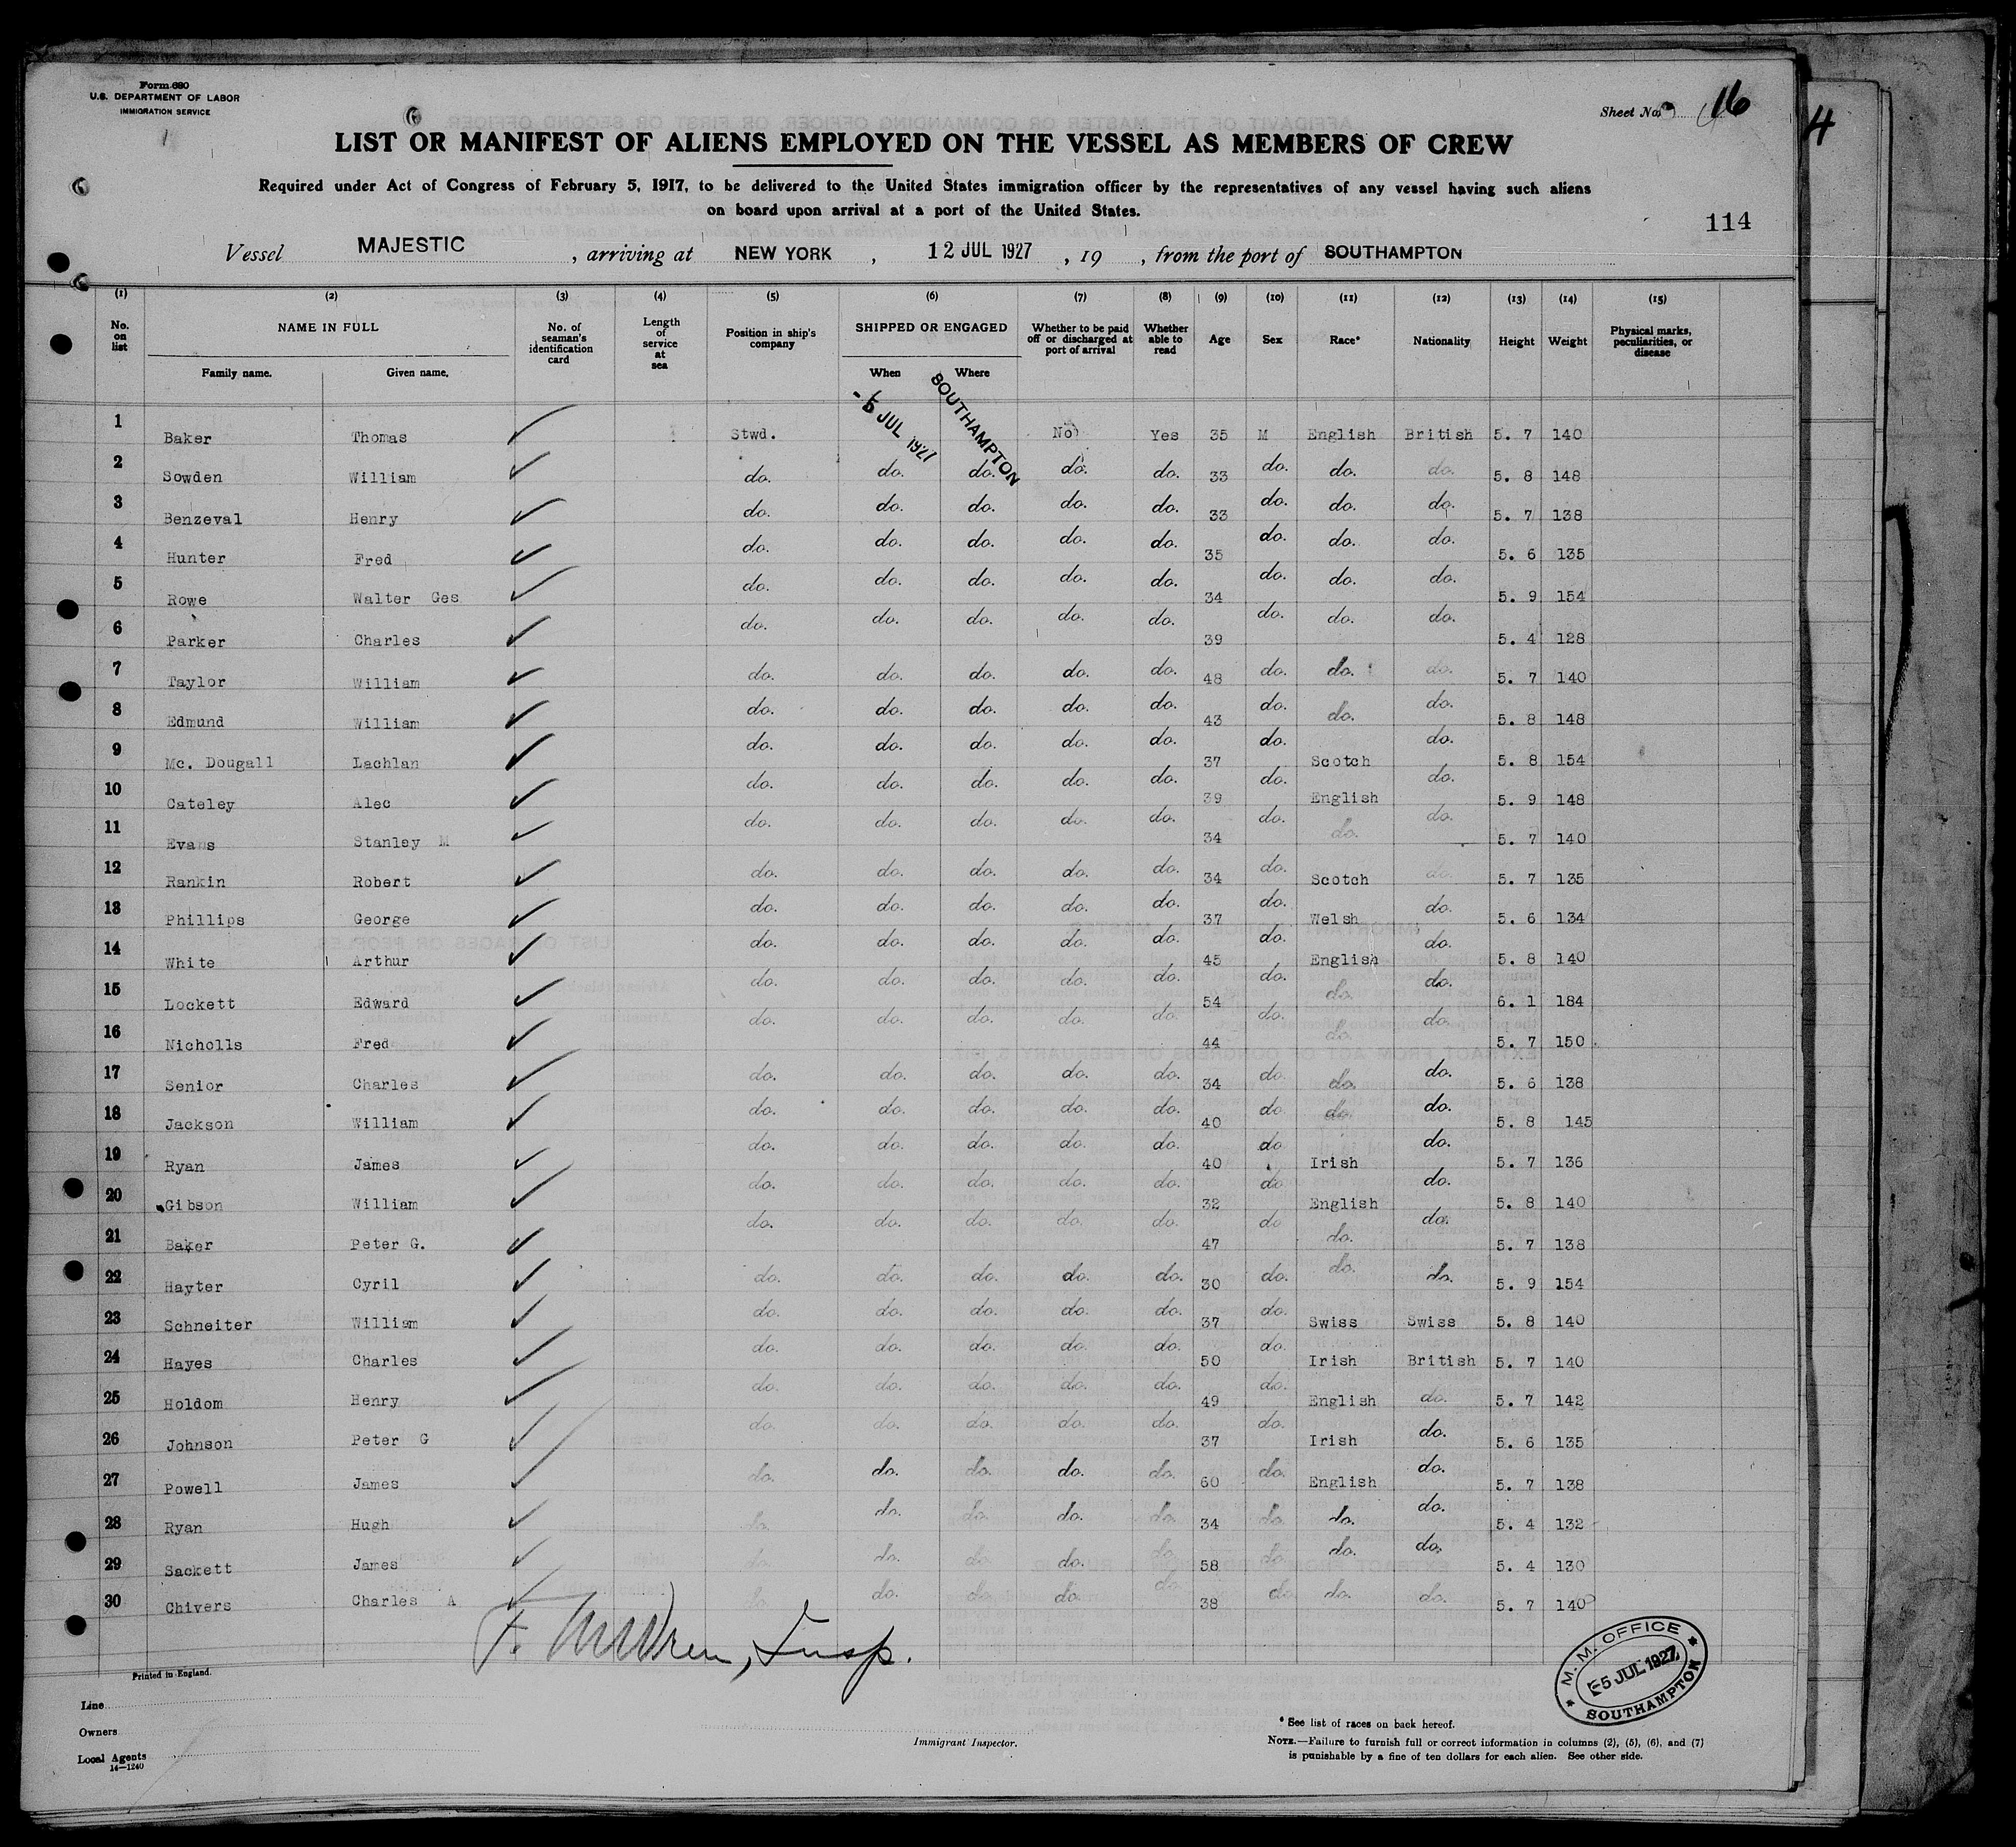 Form 680
U.S. DEPARTMENT OF LABOR
IMMIGRATION SERVICE
Sheet No. 16
4
LIST OR MANIFEST OF ALIENS EMPLOYED ON THE VESSEL AS MEMBERS OF CREW
Required under Act of Congress of February 5, 1917, to be delivered to the United States immigration officer by the representatives of any vessel having such aliens
on board upon arrival at a port of the United States.
114
Vessel MAJESTIC , arriving at NEW YORK , 12 JUL 1927 , 19 , from the port of SOUTHAMPTON
(1) (2) (3) (4) (5) (6) (7) (8) (9) (10) (11) (12) (13) (14) (15)
No. on list NAME IN FULL Family name. Given name. No. of seaman's identification card Length of service at sea Position in ship's company SHIPPED OR ENGAGED When Where Whether to be paid off or discharged at port of arrival Whether able to read Age Sex Race* Nationality Height Weight Physical marks, peculiarities, or disease
- 5 JUL 1927 SOUTHAMPTON
1 Baker Thomas Stwd. No Yes 35 M English British 5. 7 140
2 Sowden William do. do. do. do. do. 33 do. do. do. 5. 8 148
3 Benzeval Henry do. do. do. do. do. 33 do. do. do. 5. 7 138
4 Hunter Fred do. do. do. do. do. 35 do. do. do. 5. 6 135
5 Rowe Walter Ges do. do. do. do. do. 34 do. do. do. 5. 9 154
6 Parker Charles do. do. do. do. do. 39 do. do. do. 5. 4 128
7 Taylor William do. do. do. do. do. 48 do. do. do. 5. 7 140
8 Edmund William do. do. do. do. do. 43 do. do. do. 5. 8 148
9 Mc. Dougall Lachlan do. do. do. do. do. 37 do. Scotch do. 5. 8 154
10 Cateley Alec do. do. do. do. do. 39 do. English do. 5. 9 148
11 Evans Stanley M do. do. do. do. do. 34 do. do. do. 5. 7 140
12 Rankin Robert do. do. do. do. do. 34 do. Scotch do. 5. 7 135
13 Phillips George do. do. do. do. do. 37 do. Welsh do. 5. 6 134
14 White Arthur do. do. do. do. do. 45 do. English do. 5. 8 140
15 Lockett Edward do. do. do. do. do. 54 do. do. do. 6. 1 184
16 Nicholls Fred do. do. do. do. do. 44 do. do. do. 5. 7 150
17 Senior Charles do. do. do. do. do. 34 do do. do. 5. 6 138
18 Jackson William do. do. do. do. do. 40 do do. do. 5. 8 145
19 Ryan James do. do. do. do. do. 40 do Irish do. 5. 7 136
20 Gibson William do. do. do. do. do. 32 do English do. 5. 8 140
21 Baker Peter G. do. do. do. do. do. 47 do do. do. 5. 7 138
22 Hayter Cyril do. do. do. do. do. 30 do. do. do. 5. 9 154
23 Schneiter William do. do. do. do. do. 37 do. Swiss Swiss 5. 8 140
24 Hayes Charles do. do. do. do. do. 50 do. Irish British 5. 7 140
25 Holdom Henry do. do. do. do. do. 49 do. English do. 5. 7 142
26 Johnson Peter G do. do. do. do. do. 37 do. Irish do. 5. 6 135
27 Powell James do. do. do. do. do. 60 do. English do. 5. 7 138
28 Ryan Hugh do. do. do. do. do. 34 do. do. do. 5. 4 132
29 Sackett James do. do. do. do. do. 58 do. do. do. 5. 4 130
30 Chivers Charles A do. do. do. do. do. 38 do. do. do. 5. 7 140
F. Insp.
M. M. OFFICE
5 JUL 1927
SOUTHAMPTON
Printed in England.
Line
Owners
Local Agents
14—1240
Immigrant Inspector.
* See list of races on back hereof.
NOTE.—Failure to furnish full or correct information in columns (2), (5), (6), and (7)
is punishable by a fine of ten dollars for each alien. See other side.